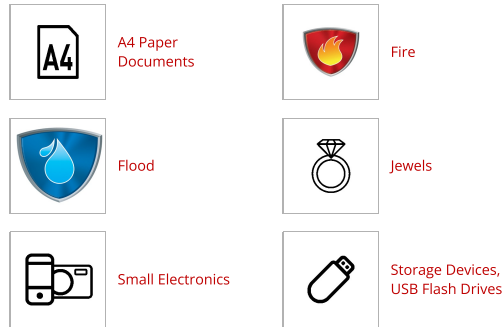 A4
A4 Paper
Documents
Fire
Flood
Jewels
Small Electronics
Storage Devices,
USB Flash Drives